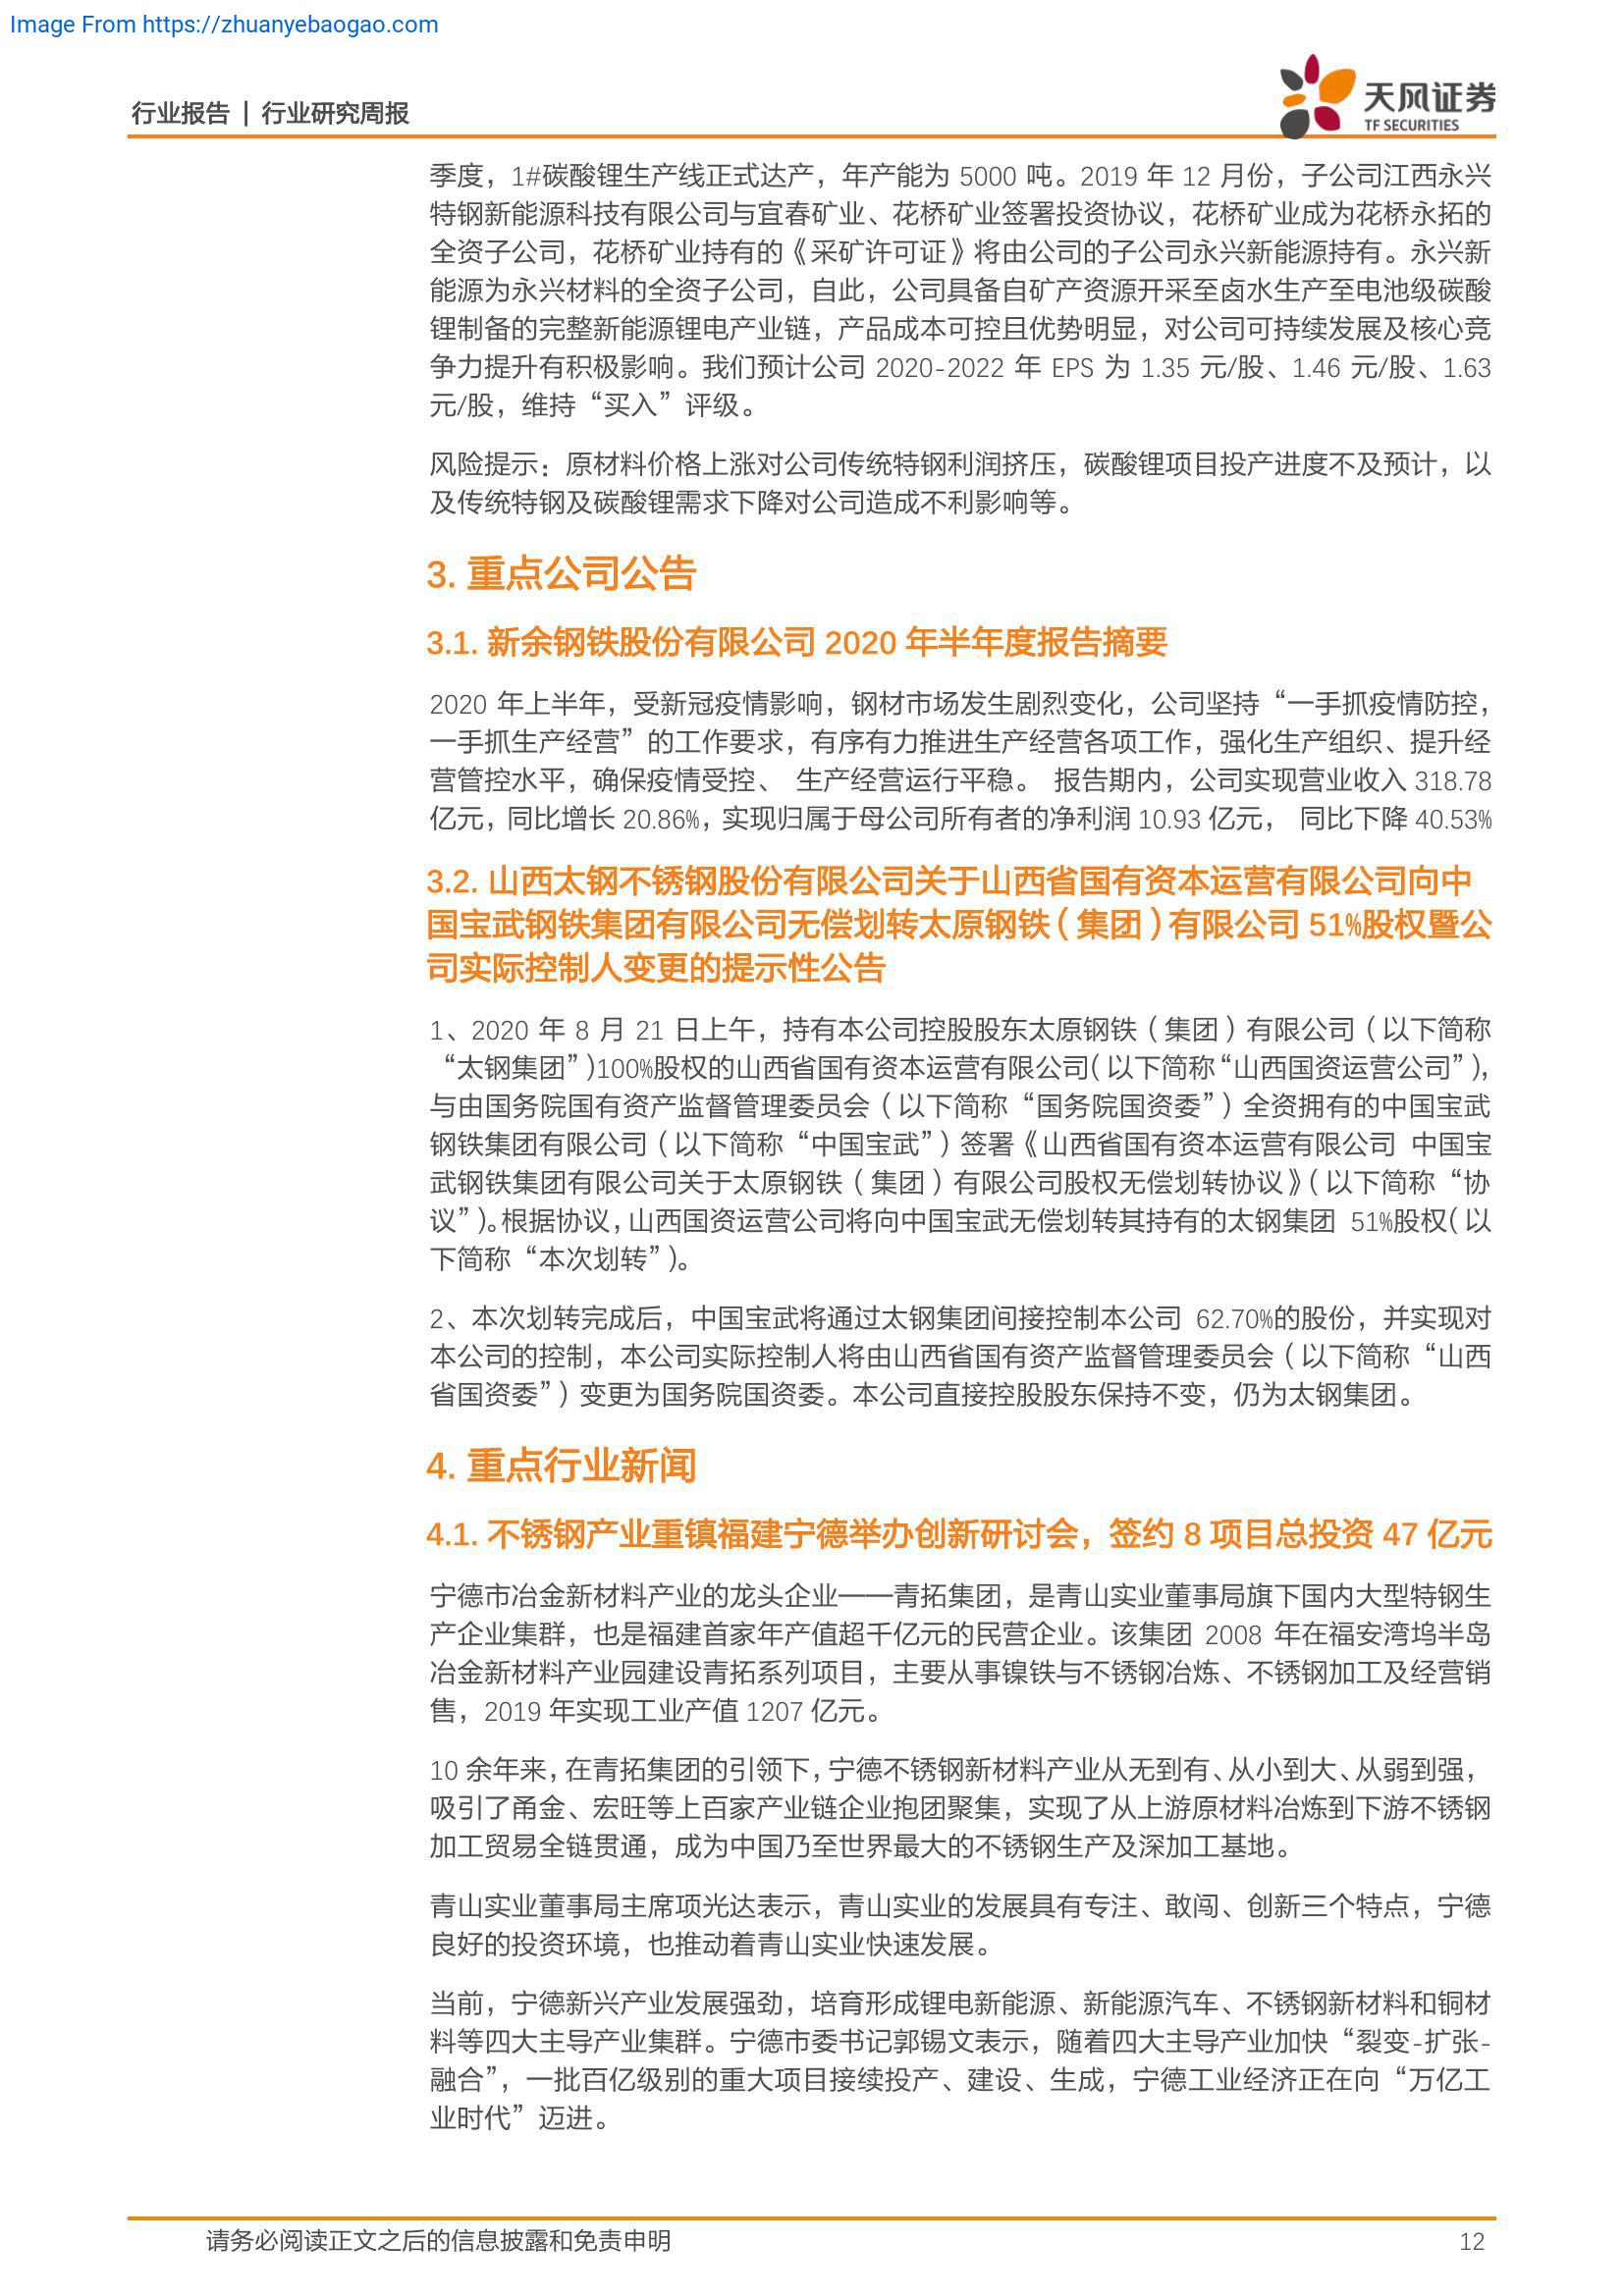 Image From https://zhuanyebaogao.com
行业报告 | 行业研究周报
天风证券
TF SECURITIES
季度，1#碳酸锂生产线正式达产，年产能为 5000 吨。2019 年 12 月份，子公司江西永兴
特钢新能源科技有限公司与宜春矿业、花桥矿业签署投资协议，花桥矿业成为花桥永拓的
全资子公司，花桥矿业持有的《采矿许可证》将由公司的子公司永兴新能源持有。永兴新
能源为永兴材料的全资子公司，自此，公司具备自矿产资源开采至卤水生产至电池级碳酸
锂制备的完整新能源锂电产业链，产品成本可控且优势明显，对公司可持续发展及核心竞
争力提升有积极影响。我们预计公司 2020-2022 年 EPS 为 1.35 元/股、1.46 元/股、1.63
元/股，维持“买入”评级。
风险提示：原材料价格上涨对公司传统特钢利润挤压，碳酸锂项目投产进度不及预计，以
及传统特钢及碳酸锂需求下降对公司造成不利影响等。
3. 重点公司公告
3.1. 新余钢铁股份有限公司 2020 年半年度报告摘要
2020 年上半年，受新冠疫情影响，钢材市场发生剧烈变化，公司坚持“一手抓疫情防控，
一手抓生产经营”的工作要求，有序有力推进生产经营各项工作，强化生产组织、提升经
营管控水平，确保疫情受控、 生产经营运行平稳。 报告期内，公司实现营业收入 318.78
亿元，同比增长 20.86%，实现归属于母公司所有者的净利润 10.93 亿元， 同比下降 40.53%
3.2. 山西太钢不锈钢股份有限公司关于山西省国有资本运营有限公司向中
国宝武钢铁集团有限公司无偿划转太原钢铁（集团）有限公司 51%股权暨公
司实际控制人变更的提示性公告
1、2020 年 8 月 21 日上午，持有本公司控股股东太原钢铁（集团）有限公司（以下简称
“太钢集团”)100%股权的山西省国有资本运营有限公司(以下简称“山西国资运营公司”)，
与由国务院国有资产监督管理委员会（以下简称“国务院国资委”）全资拥有的中国宝武
钢铁集团有限公司（以下简称“中国宝武”）签署《山西省国有资本运营有限公司 中国宝
武钢铁集团有限公司关于太原钢铁（集团）有限公司股权无偿划转协议》（以下简称“协
议”）。根据协议，山西国资运营公司将向中国宝武无偿划转其持有的太钢集团 51%股权（以
下简称“本次划转”）。
2、本次划转完成后，中国宝武将通过太钢集团间接控制本公司 62.70%的股份，并实现对
本公司的控制，本公司实际控制人将由山西省国有资产监督管理委员会（以下简称“山西
省国资委”）变更为国务院国资委。本公司直接控股股东保持不变，仍为太钢集团。
4. 重点行业新闻
4.1. 不锈钢产业重镇福建宁德举办创新研讨会，签约 8 项目总投资 47 亿元
宁德市冶金新材料产业的龙头企业——青拓集团，是青山实业董事局旗下国内大型特钢生
产企业集群，也是福建首家年产值超千亿元的民营企业。该集团 2008 年在福安湾坞半岛
冶金新材料产业园建设青拓系列项目，主要从事镍铁与不锈钢冶炼、不锈钢加工及经营销
售，2019 年实现工业产值 1207 亿元。
10 余年来，在青拓集团的引领下，宁德不锈钢新材料产业从无到有、从小到大、从弱到强，
吸引了甬金、宏旺等上百家产业链企业抱团聚集，实现了从上游原材料冶炼到下游不锈钢
加工贸易全链贯通，成为中国乃至世界最大的不锈钢生产及深加工基地。
青山实业董事局主席项光达表示，青山实业的发展具有专注、敢闯、创新三个特点，宁德
良好的投资环境，也推动着青山实业快速发展。
当前，宁德新兴产业发展强劲，培育形成锂电新能源、新能源汽车、不锈钢新材料和铜材
料等四大主导产业集群。宁德市委书记郭锡文表示，随着四大主导产业加快“裂变-扩张-
融合”，一批百亿级别的重大项目接续投产、建设、生成，宁德工业经济正在向“万亿工
业时代”迈进。
请务必阅读正文之后的信息披露和免责申明
12